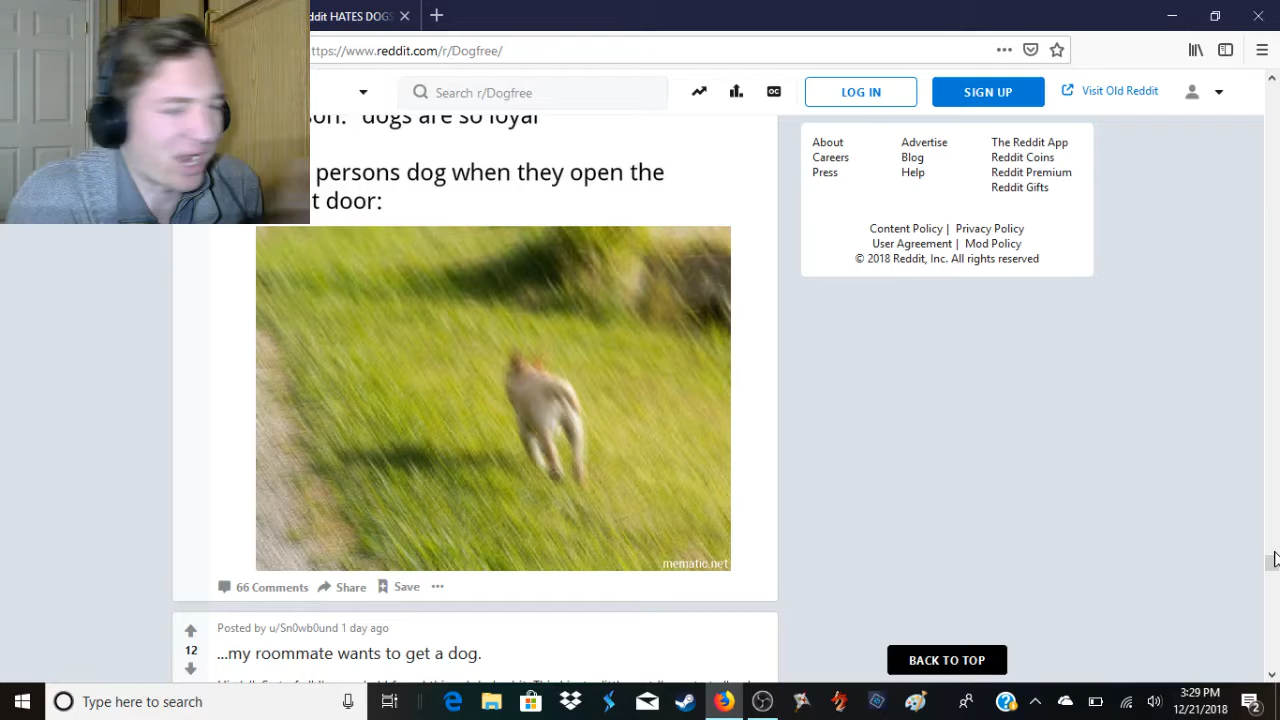 ddit HATES DOGS
ttps://www.reddit.com/r/Dogfree/
Search r/Dogfree
LOG IN
SIGN UP
Visit Old Reddit
dogs are so loyal
persons dog when they open the
t door:
mematic.net
66 Comments
Share
Save
Posted by u/Sn0wb0und 1 day ago
12
...my roommate wants to get a dog.
About
Advertise
The Reddit App
Careers
Blog
Reddit Coins
Press
Help
Reddit Premium
Reddit Gifts
Content Policy | Privacy Policy
User Agreement | Mod Policy
© 2018 Reddit, Inc. All rights reserved
BACK TO TOP
Type here to search
3:29 PM
12/21/2018
2